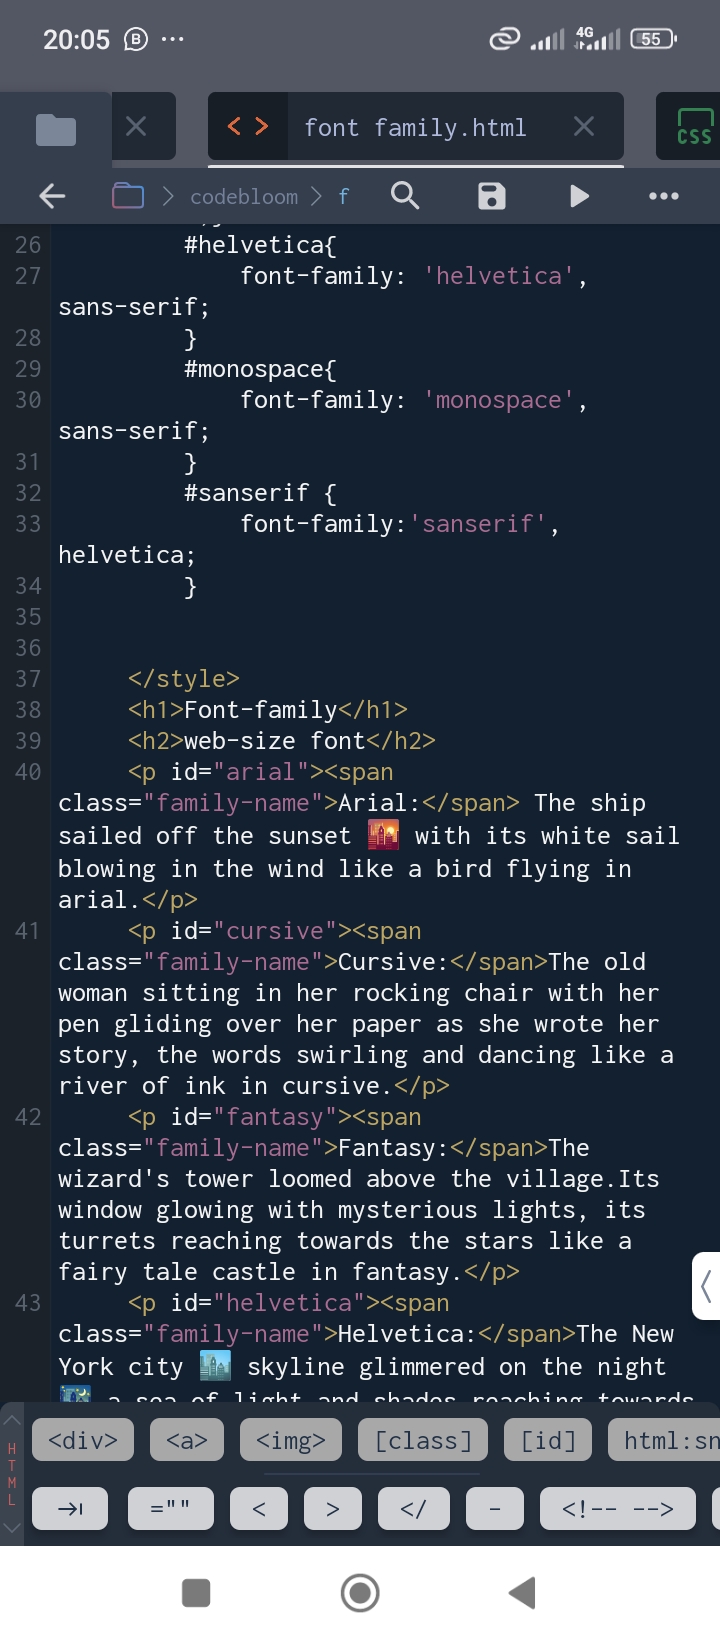 20:05 B ... 4G 55
< > font family.html × CSS
codebloom > f
26 #helvetica{
27 font-family: 'helvetica',
sans-serif;
28 }
29 #monospace{
30 font-family: 'monospace',
sans-serif;
31 }
32 #sanserif {
33 font-family:'sanserif',
helvetica;
34 }
35
36
37 </style>
38 <h1>Font-family</h1>
39 <h2>web-size font</h2>
40 <p id="arial"><span
class="family-name">Arial:</span> The ship
sailed off the sunset 🌇 with its white sail
blowing in the wind like a bird flying in
arial.</p>
41 <p id="cursive"><span
class="family-name">Cursive:</span>The old
woman sitting in her rocking chair with her
pen gliding over her paper as she wrote her
story, the words swirling and dancing like a
river of ink in cursive.</p>
42 <p id="fantasy"><span
class="family-name">Fantasy:</span>The
wizard's tower loomed above the village.Its
window glowing with mysterious lights, its
turrets reaching towards the stars like a
fairy tale castle in fantasy.</p>
43 <p id="helvetica"><span
class="family-name">Helvetica:</span>The New
York city 🏙️ skyline glimmered on the night
🌃 a sea of light and shades reaching towards
HTML
<div> <a> <img> [class] [id] html:sn
="" < > </ - <!-- -->